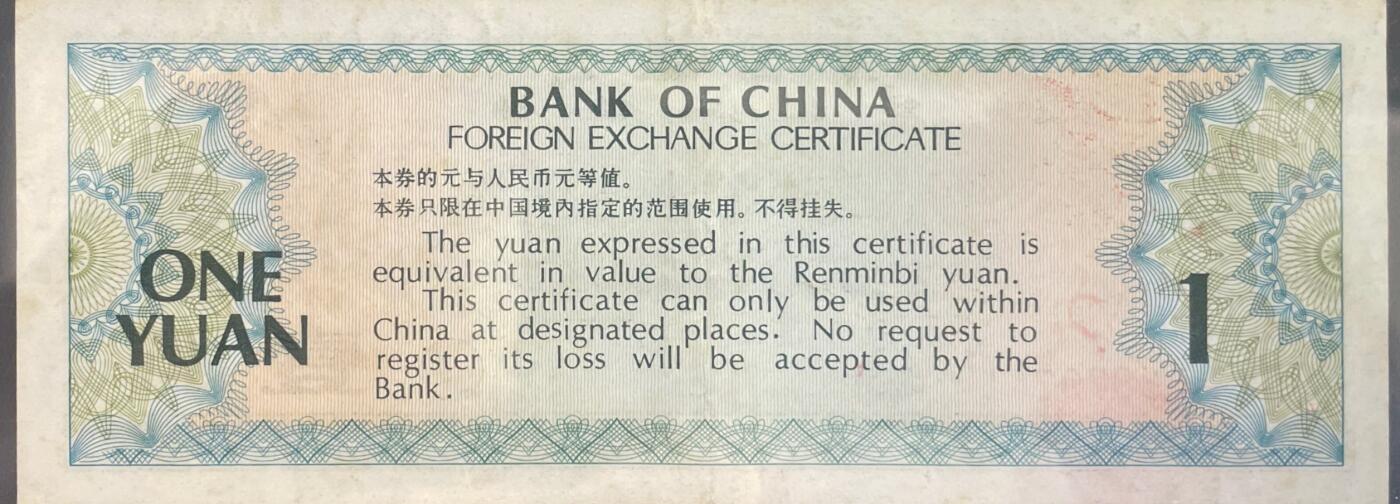 BANK OF CHINA
FOREIGN EXCHANGE CERTIFICATE
本券的元与人民币元等值。
本券只限在中国境内指定的范围使用。不得挂失。
The yuan expressed in this certificate is
equivalent in value to the Renminbi yuan.
This certificate can only be used within
China at designated places. No request to
register its loss will be accepted by the
Bank.
ONE
YUAN
1